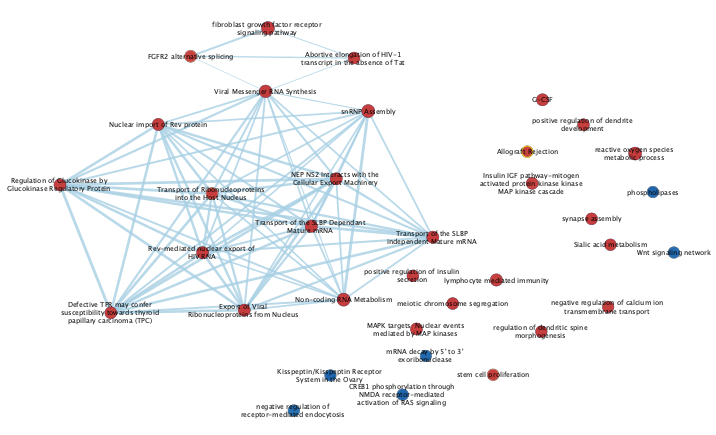 fibroblast growth factor receptor
signaling pathway
FGFR2 alternative splicing
Abortive elongation of HIV-1
transcript in the absence of Tat
Viral Messenger RNA Synthesis
snRNP Assembly
Nuclear import of Rev protein
Regulation of Glucokinase by
Glucokinase Regulatory Protein
Transport of Ribonucleoproteins
into the Host Nucleus
NEP NS2 Interacts with the
Cellular Export Machinery
Transport of the SLBP Dependant
Mature mRNA
Transport of the SLBP
independent Mature mRNA
Rev-mediated nuclear export of
HIV RNA
Defective TPR may confer
susceptibility towards thyroid
papillary carcinoma (TPC)
Export of Viral
Ribonucleoproteins from Nucleus
Non-coding RNA Metabolism
G-CSF
positive regulation of dendrite
development
Allograft Rejection
reactive oxygen species
metabolic process
Insulin IGF pathway-mitogen
activated protein kinase kinase
MAP kinase cascade
phospholipases
synapse assembly
Sialic acid metabolism
Wnt signaling network
positive regulation of insulin
secretion
lymphocyte mediated immunity
meiotic chromosome segregation
negative regulation of calcium ion
transmembrane transport
MAPK targets Nuclear events
mediated by MAP kinases
regulation of dendritic spine
morphogenesis
mRNA decay by 5' to 3'
exoribonuclease
Kisspeptin/Kisspeptin Receptor
System in the Ovary
stem cell proliferation
CREB1 phosphorylation through
NMDA receptor-mediated
activation of RAS signaling
negative regulation of
receptor-mediated endocytosis